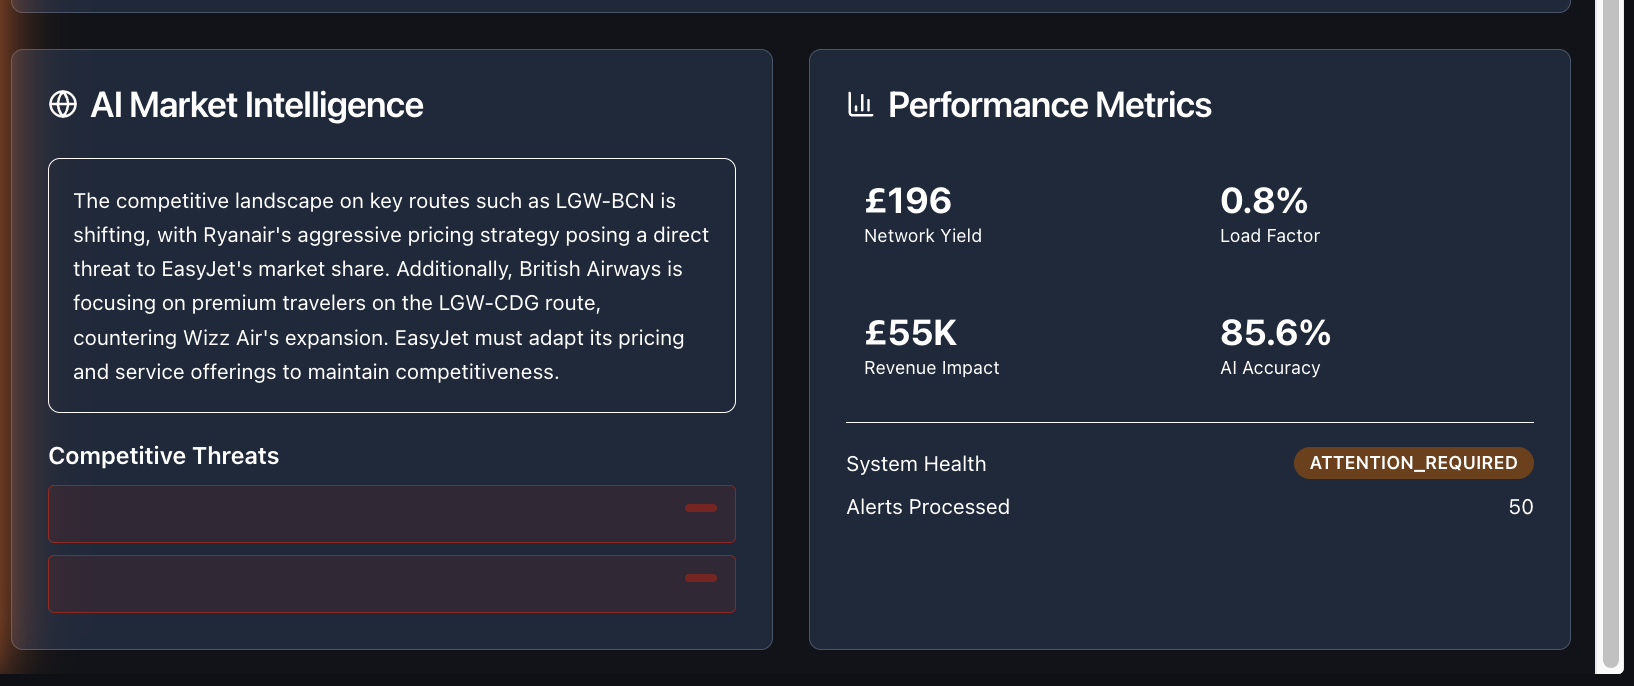 AI Market Intelligence
The competitive landscape on key routes such as LGW-BCN is
shifting, with Ryanair's aggressive pricing strategy posing a direct
threat to EasyJet's market share. Additionally, British Airways is
focusing on premium travelers on the LGW-CDG route,
countering Wizz Air's expansion. EasyJet must adapt its pricing
and service offerings to maintain competitiveness.
Competitive Threats
Performance Metrics
£196
Network Yield
0.8%
Load Factor
£55K
Revenue Impact
85.6%
AI Accuracy
System Health
ATTENTION_REQUIRED
Alerts Processed
50